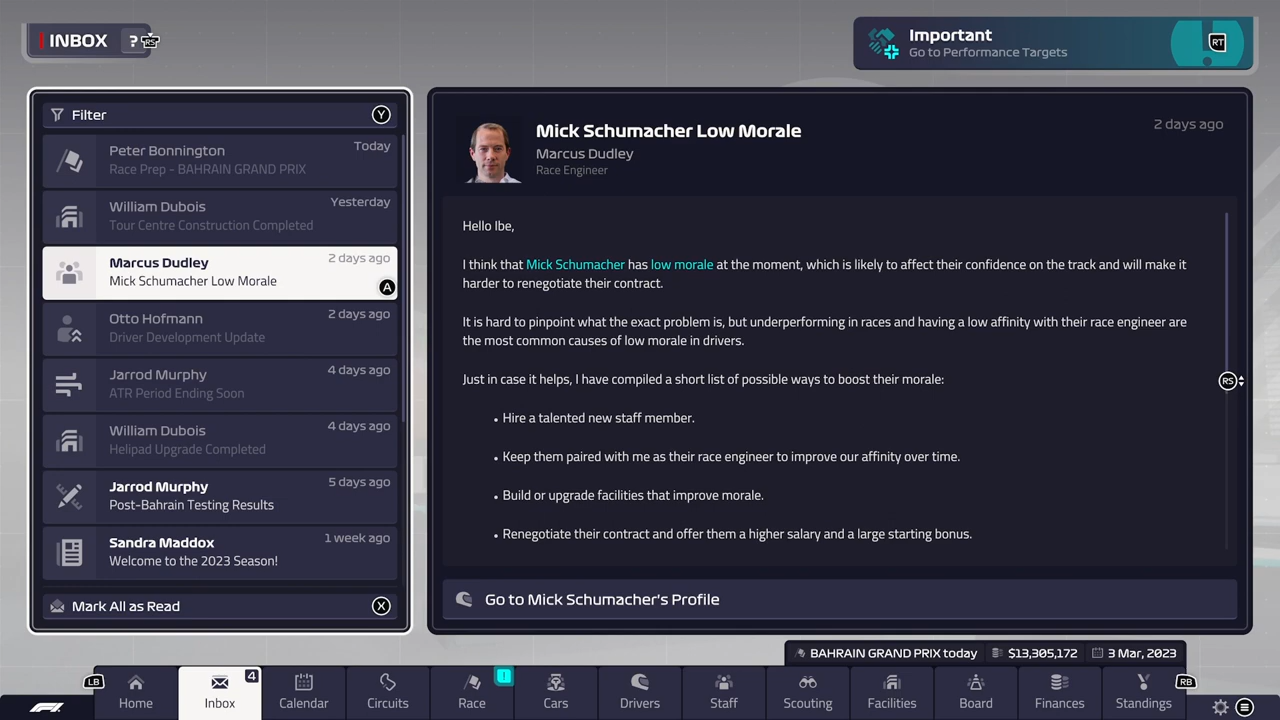 INBOX
?
RS
Important
Go to Performance Targets
RT
Filter
Y
Peter Bonnington
Today
Race Prep - BAHRAIN GRAND PRIX
William Dubois
Yesterday
Tour Centre Construction Completed
Marcus Dudley
2 days ago
Mick Schumacher Low Morale
A
Otto Hofmann
2 days ago
Driver Development Update
Jarrod Murphy
4 days ago
ATR Period Ending Soon
William Dubois
4 days ago
Helipad Upgrade Completed
Jarrod Murphy
5 days ago
Post-Bahrain Testing Results
Sandra Maddox
1 week ago
Welcome to the 2023 Season!
Mark All as Read
X
Mick Schumacher Low Morale
2 days ago
Marcus Dudley
Race Engineer
Hello Ibe,
I think that Mick Schumacher has low morale at the moment, which is likely to affect their confidence on the track and will make it
harder to renegotiate their contract.
It is hard to pinpoint what the exact problem is, but underperforming in races and having a low affinity with their race engineer are
the most common causes of low morale in drivers.
Just in case it helps, I have compiled a short list of possible ways to boost their morale:
• Hire a talented new staff member.
• Keep them paired with me as their race engineer to improve our affinity over time.
• Build or upgrade facilities that improve morale.
• Renegotiate their contract and offer them a higher salary and a large starting bonus.
RS
Go to Mick Schumacher's Profile
BAHRAIN GRAND PRIX today
$13,305,172
3 Mar, 2023
LB
Home
4
Inbox
Calendar
Circuits
!
Race
Cars
Drivers
Staff
Scouting
Facilities
Board
Finances
Standings
RB
F1